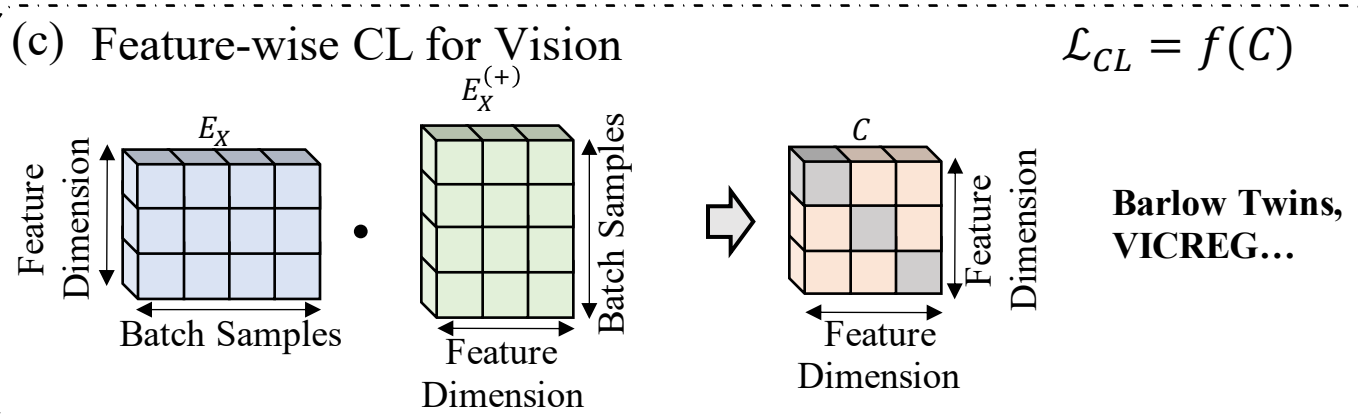 (c) Feature-wise CL for Vision
ℒ_CL = f(C)
E_X
E_X^(+)
C
Feature
Dimension
Batch Samples
•
Batch Samples
Feature
Dimension
Feature
Dimension
Feature
Dimension
Barlow Twins,
VICREG…